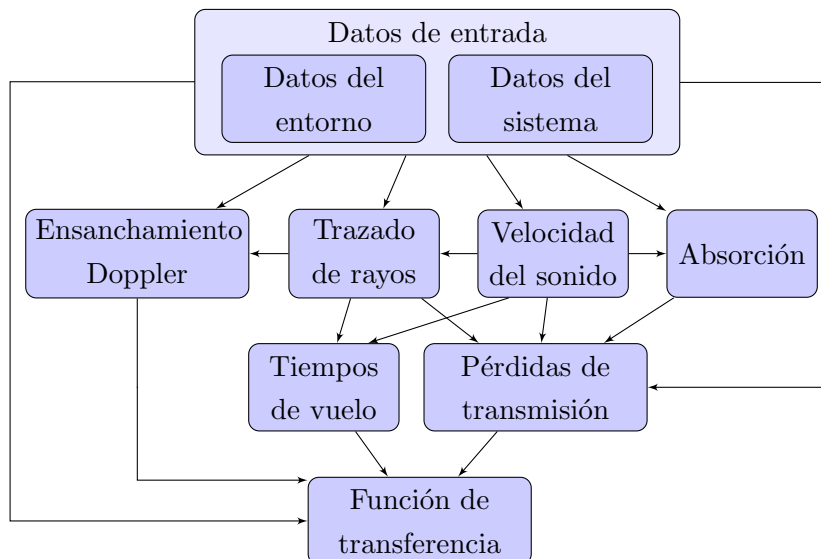 Datos de entrada
Datos del
entorno
Datos del
sistema
Ensanchamiento
Doppler
Trazado
de rayos
Velocidad
del sonido
Absorción
Tiempos
de vuelo
Pérdidas de
transmisión
Función de
transferencia